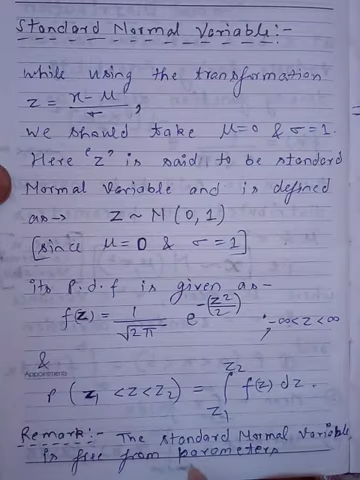 Standard Normal Variable:-
while using the transformation
z = x-μ/σ,
we should take μ=0 & σ=1.
Here 'z' is said to be standard
Normal Variable and is defined
as→ Z ~ N(0,1)
[since μ=0 & σ=1]
its P.d.f is given as-
f(z) = 1/√2π e^-(z²/2) ; -∞<z<∞
&
Appointments
P(z₁ <z<z₂) = ∫_z₁^z₂ f(z) dz.
Remark:- The standard Normal Variable
is free from parameters